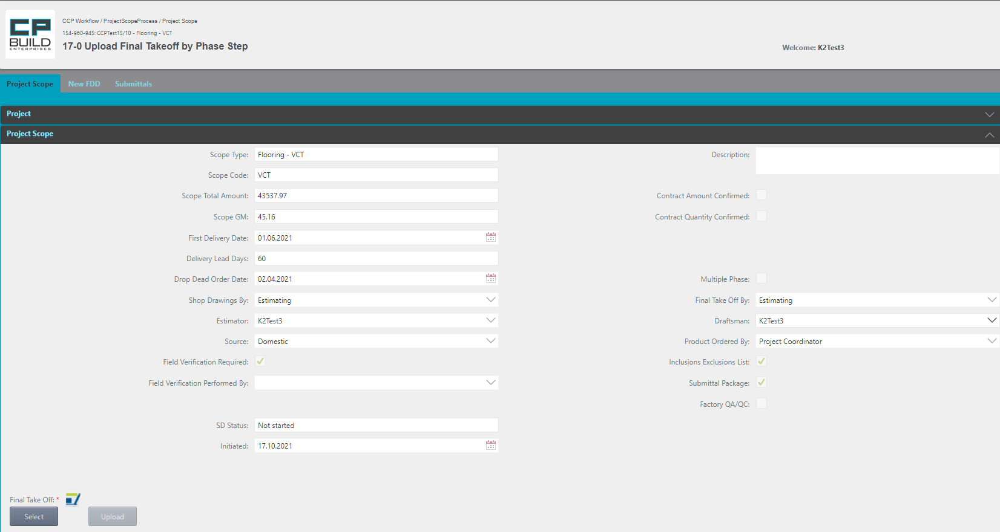 CP
BUILD
ENTERPRISES
CCP Workflow / ProjectScopeProcess / Project Scope
154-960-945: CCPTest15/10 - Flooring - VCT
17-0 Upload Final Takeoff by Phase Step
Welcome: K2Test3
Project Scope New FDD Submittals
Project
Project Scope
Scope Type: Flooring - VCT Description:
Scope Code: VCT
Scope Total Amount: 43537.97 Contract Amount Confirmed:
Scope GM: 45.16 Contract Quantity Confirmed:
First Delivery Date: 01.06.2021
Delivery Lead Days: 60
Drop Dead Order Date: 02.04.2021 Multiple Phase:
Shop Drawings By: Estimating Final Take Off By: Estimating
Estimator: K2Test3 Draftsman: K2Test3
Source: Domestic Product Ordered By: Project Coordinator
Field Verification Required: Inclusions Exclusions List:
Field Verification Performed By: Submittal Package:
Factory QA/QC:
SD Status: Not started
Initiated: 17.10.2021
Final Take Off: *
Select Upload